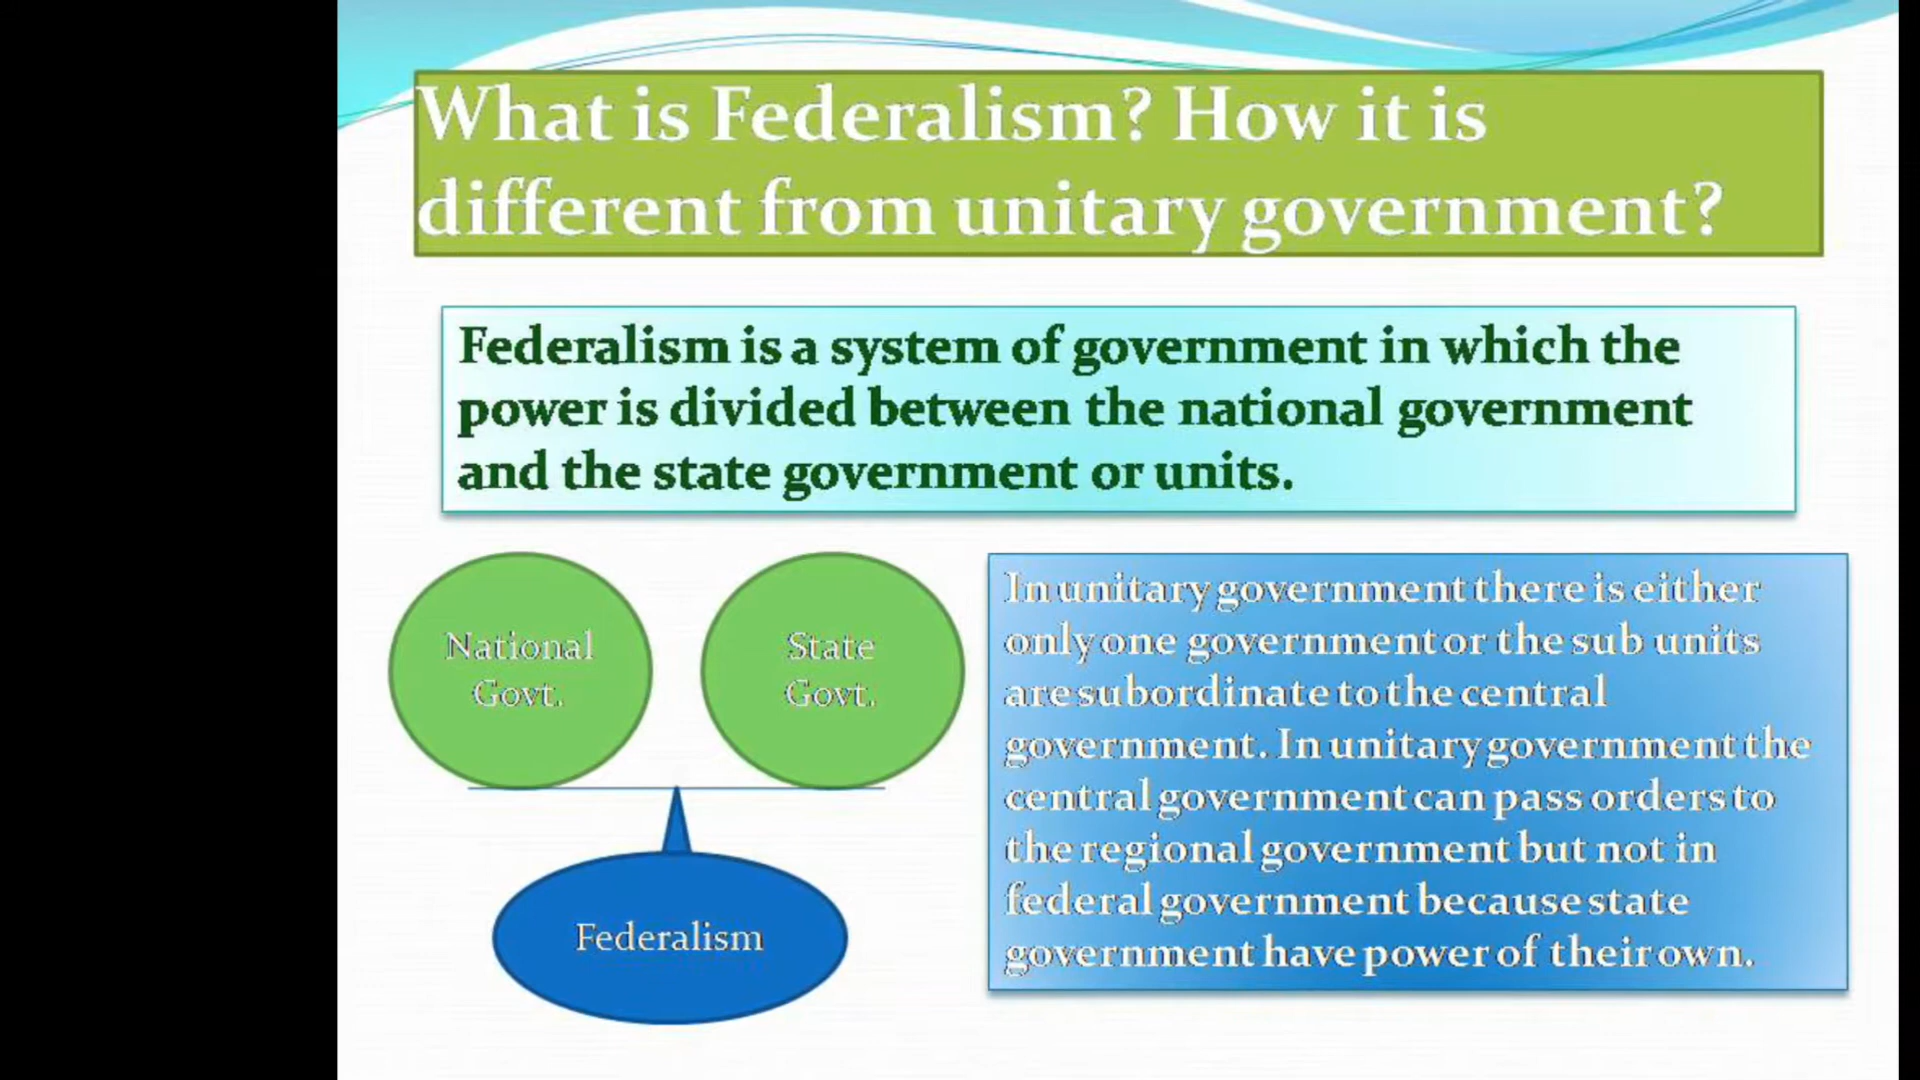 What is Federalism? How it is
different from unitary government?
Federalism is a system of government in which the
power is divided between the national government
and the state government or units.
National
Govt.
State
Govt.
Federalism
In unitary government there is either
only one government or the sub units
are subordinate to the central
government. In unitary government the
central government can pass orders to
the regional government but not in
federal government because state
government have power of their own.